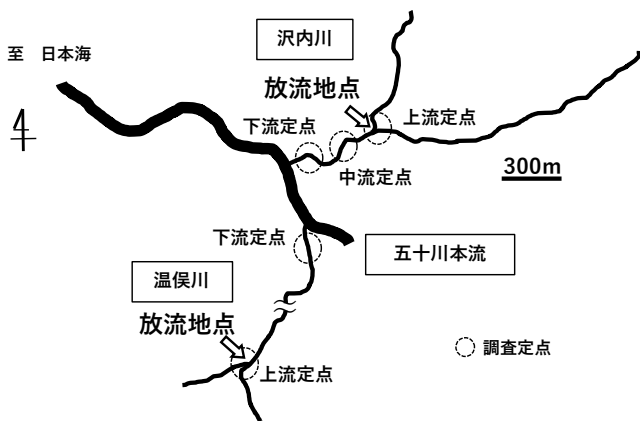 沢内川
至 日本海
放流地点
上流定点
下流定点
中流定点
300m
下流定点
五十川本流
温俣川
放流地点
調査定点
上流定点